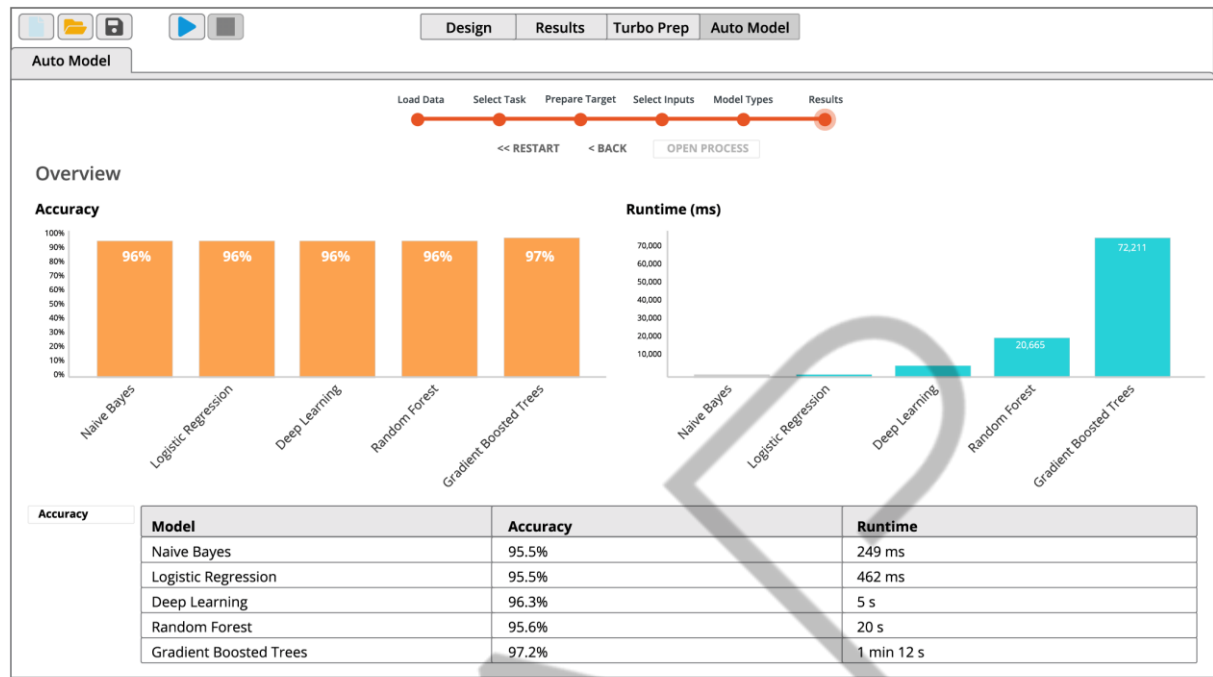 Design Results Turbo Prep Auto Model
Auto Model
Load Data Select Task Prepare Target Select Inputs Model Types Results
<< RESTART < BACK OPEN PROCESS
Overview
Accuracy
100%
90%
80%
70%
60%
50%
40%
30%
20%
10%
0%
96% 96% 96% 96% 97%
Naive Bayes
Logistic Regression
Deep Learning
Random Forest
Gradient Boosted Trees
Runtime (ms)
70,000
60,000
50,000
40,000
30,000
20,000
10,000
20,665
72,211
Naive Bayes
Logistic Regression
Deep Learning
Random Forest
Gradient Boosted Trees
Accuracy
Model Accuracy Runtime
Naive Bayes 95.5% 249 ms
Logistic Regression 95.5% 462 ms
Deep Learning 96.3% 5 s
Random Forest 95.6% 20 s
Gradient Boosted Trees 97.2% 1 min 12 s